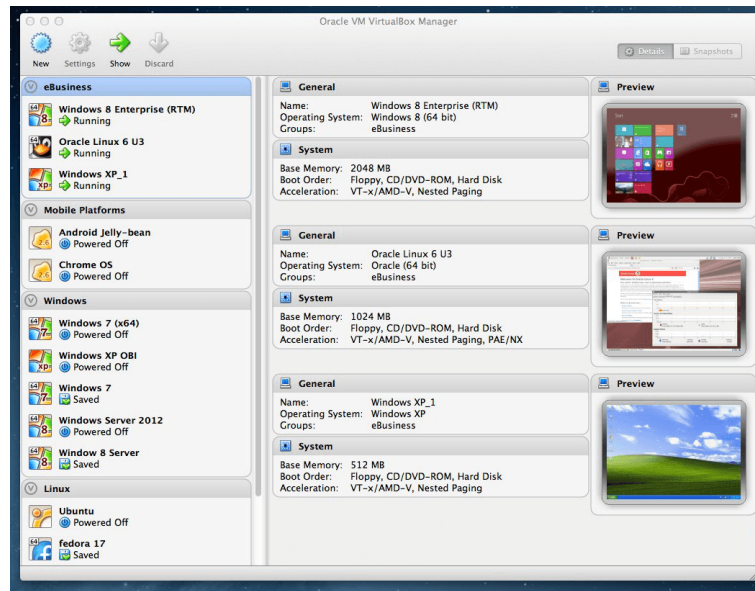 Oracle VM VirtualBox Manager
New Settings Show Discard
Details Snapshots
eBusiness
Windows 8 Enterprise (RTM)
Running
Oracle Linux 6 U3
Running
Windows XP_1
Running
Mobile Platforms
Android Jelly-bean
Powered Off
Chrome OS
Powered Off
Windows
Windows 7 (x64)
Powered Off
Windows XP OBI
Powered Off
Windows 7
Saved
Windows Server 2012
Powered Off
Window 8 Server
Saved
Linux
Ubuntu
Powered Off
fedora 17
Saved
General
Name: Windows 8 Enterprise (RTM)
Operating System: Windows 8 (64 bit)
Groups: eBusiness
System
Base Memory: 2048 MB
Boot Order: Floppy, CD/DVD-ROM, Hard Disk
Acceleration: VT-x/AMD-V, Nested Paging
Preview
Start
General
Name: Oracle Linux 6 U3
Operating System: Oracle (64 bit)
Groups: eBusiness
System
Base Memory: 1024 MB
Boot Order: Floppy, CD/DVD-ROM, Hard Disk
Acceleration: VT-x/AMD-V, Nested Paging, PAE/NX
Preview
General
Name: Windows XP_1
Operating System: Windows XP
Groups: eBusiness
System
Base Memory: 512 MB
Boot Order: Floppy, CD/DVD-ROM, Hard Disk
Acceleration: VT-x/AMD-V, Nested Paging
Preview